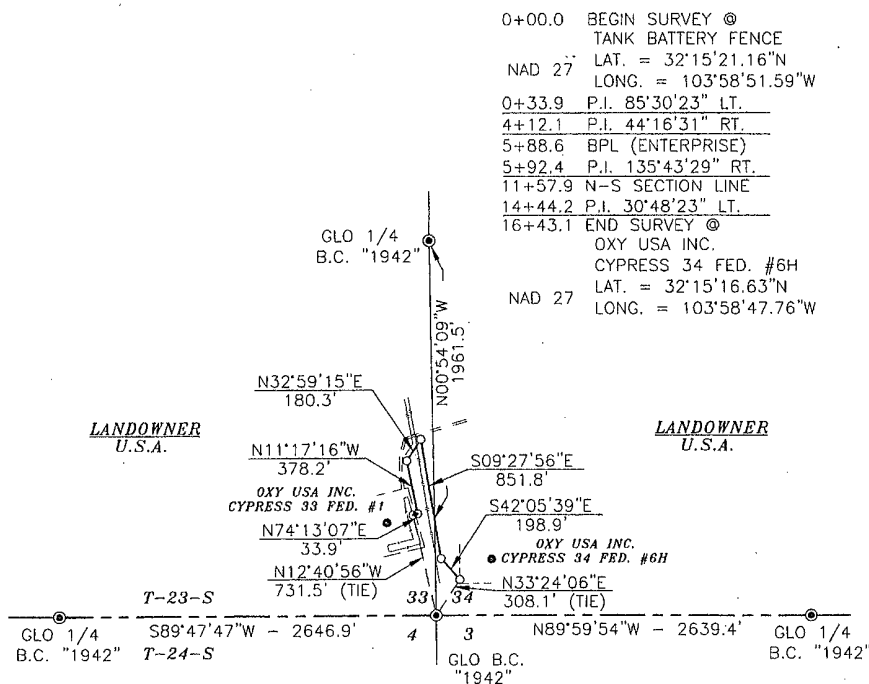 0+00.0 BEGIN SURVEY @
TANK BATTERY FENCE
NAD 27 LAT. = 32°15'21.16"N
LONG. = 103°58'51.59"W
0+33.9 P.I. 85°30'23" LT.
4+12.1 P.I. 44°16'31" RT.
5+88.6 BPL (ENTERPRISE)
5+92.4 P.I. 135°43'29" RT.
11+57.9 N-S SECTION LINE
14+44.2 P.I. 30°48'23" LT.
16+43.1 END SURVEY @
OXY USA INC.
CYPRESS 34 FED. #6H
NAD 27 LAT. = 32°15'16.63"N
LONG. = 103°58'47.76"W
GLO 1/4
B.C. "1942"
N00°54'09"W
1961.5'
N32°59'15"E
180.3'
LANDOWNER
U.S.A.
LANDOWNER
U.S.A.
N11°17'16"W
378.2'
S09°27'56"E
851.8'
OXY USA INC.
CYPRESS 33 FED. #1
S42°05'39"E
198.9'
N74°13'07"E
33.9'
OXY USA INC.
CYPRESS 34 FED. #6H
N12°40'56"W
731.5' (TIE)
N33°24'06"E
308.1' (TIE)
T-23-S
33 34
GLO 1/4
B.C. "1942"
S89°47'47"W - 2646.9'
T-24-S
4 3
N89°59'54"W - 2639.4'
GLO 1/4
B.C. "1942"
GLO B.C.
"1942"